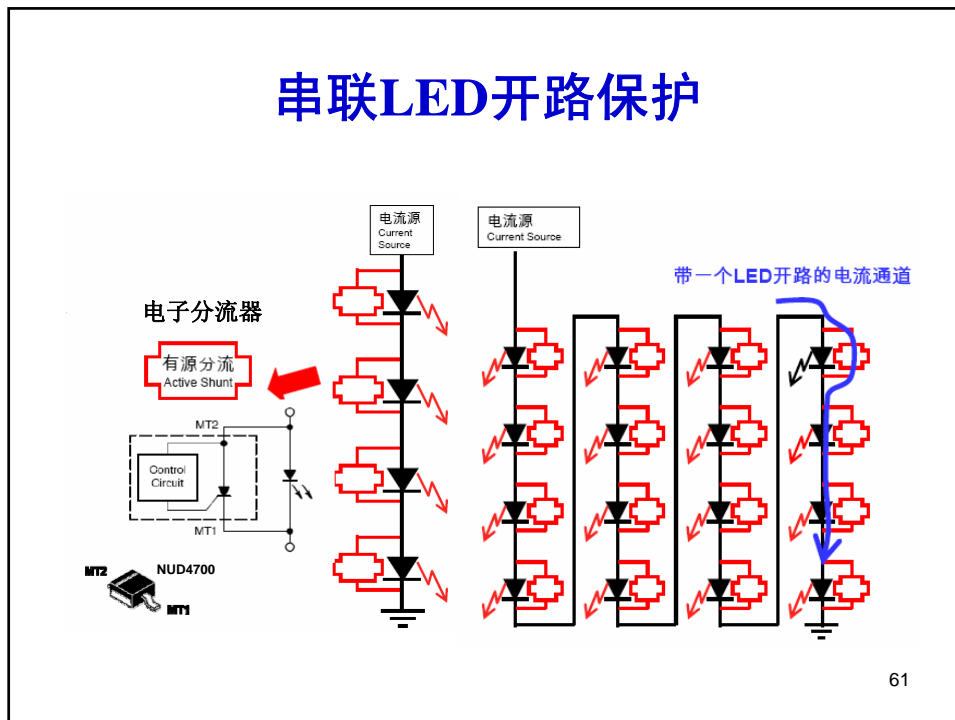 串联LED开路保护
电子分流器
有源分流
Active Shunt
MT2
Control
Circuit
MT1
MT2
NUD4700
MT1
电流源
Current
Source
电流源
Current Source
带一个LED开路的电流通道
61